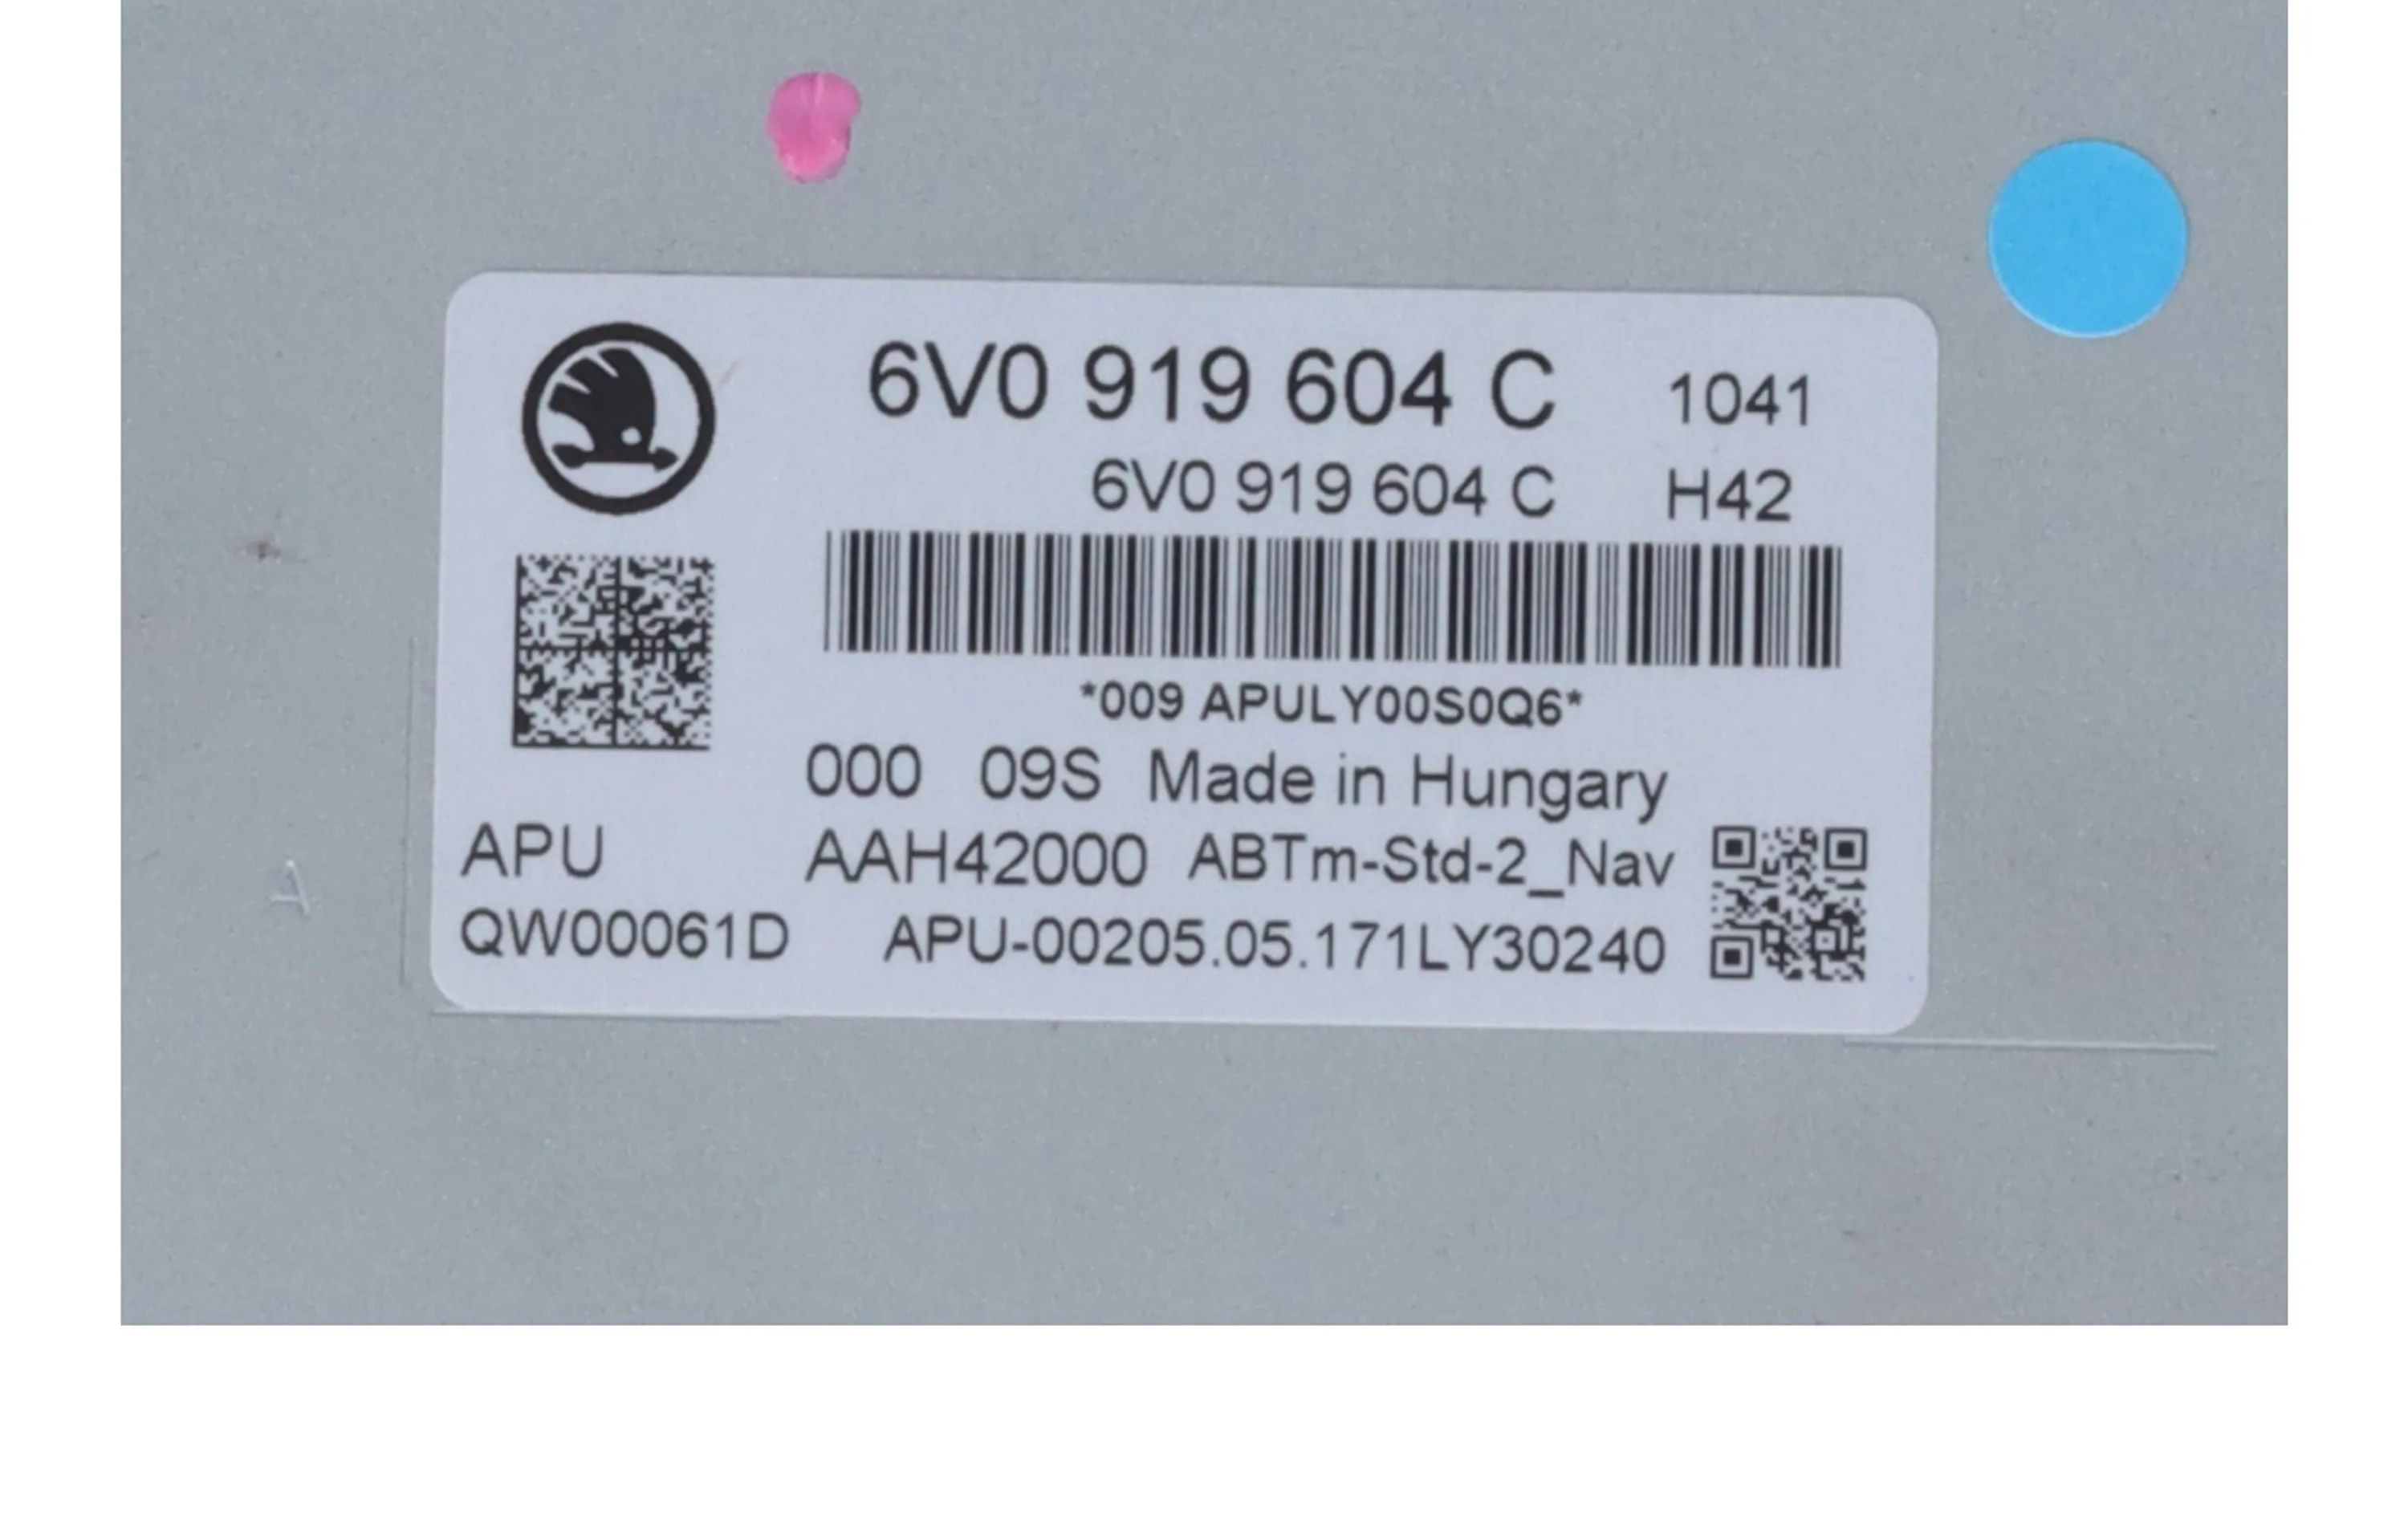 6V0 919 604 C 1041
6V0 919 604 C H42
*009 APULY00S0Q6*
000 09S Made in Hungary
APU AAH42000 ABTm-Std-2_Nav
QW00061D APU-00205.05.171LY30240